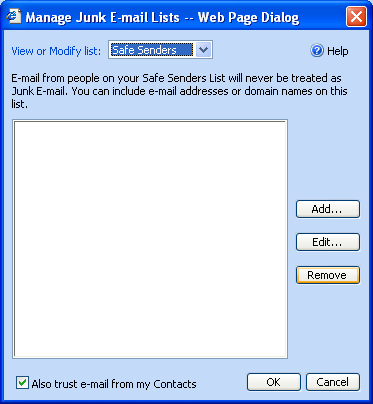 Manage Junk E-mail Lists -- Web Page Dialog
View or Modify list: Safe Senders Help
E-mail from people on your Safe Senders List will never be treated as
Junk E-mail. You can include e-mail addresses or domain names on this
list.
Add...
Edit...
Remove
Also trust e-mail from my Contacts OK Cancel